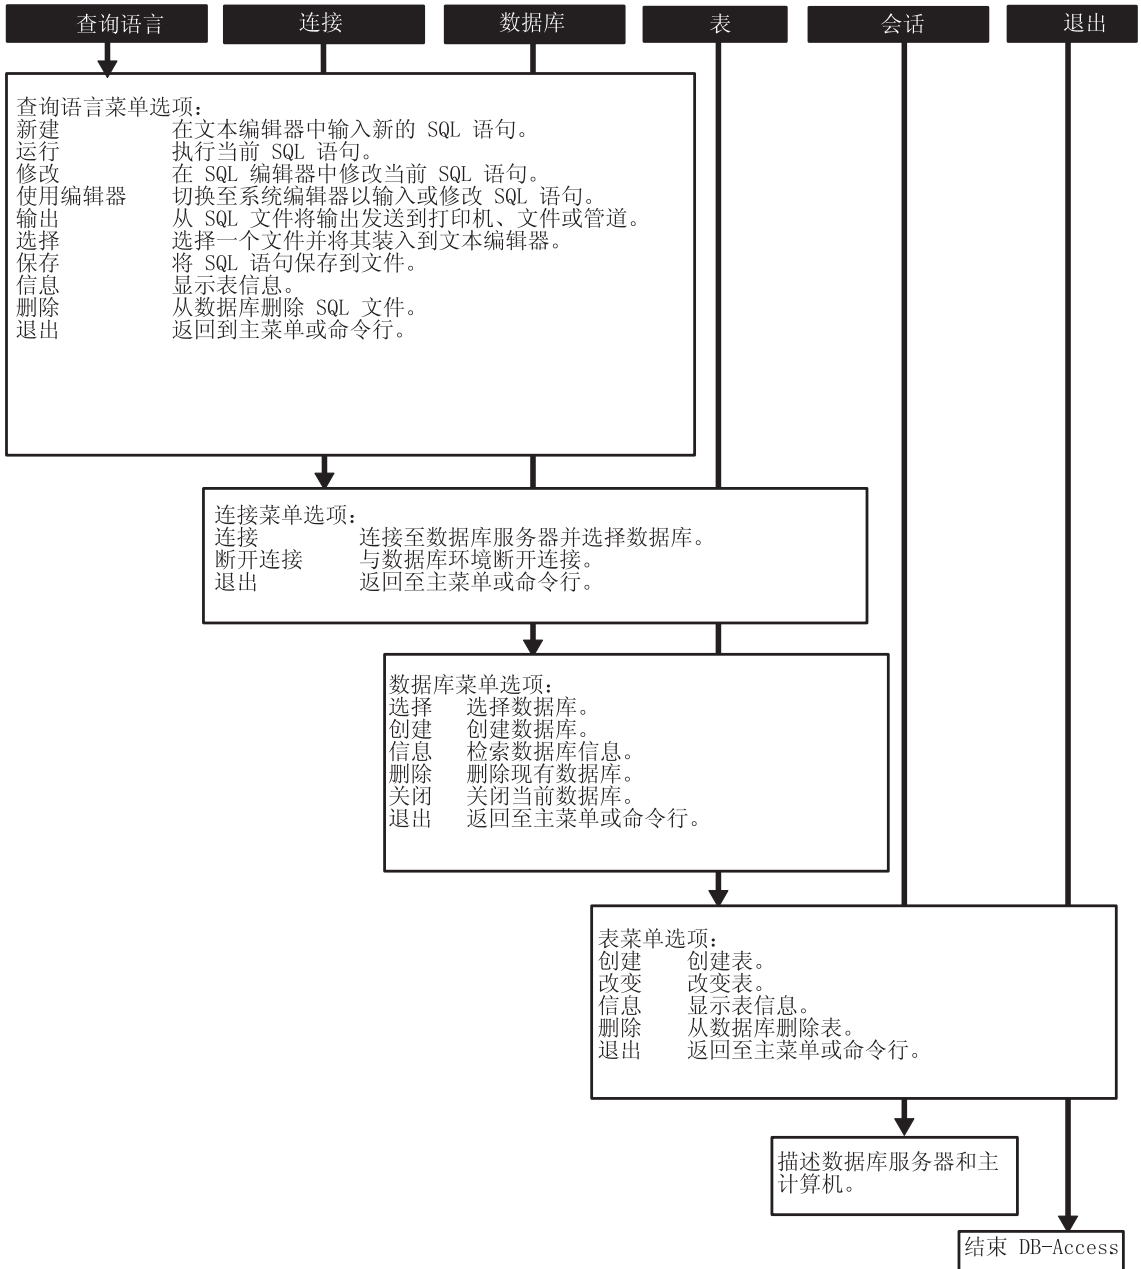 查询语言 连接 数据库 表 会话 退出
查询语言菜单选项：
新建 在文本编辑器中输入新的 SQL 语句。
运行 执行当前 SQL 语句。
修改 在 SQL 编辑器中修改当前 SQL 语句。
使用编辑器 切换至系统编辑器以输入或修改 SQL 语句。
输出 从 SQL 文件将输出发送到打印机、文件或管道。
选择 选择一个文件并将其装入到文本编辑器。
保存 将 SQL 语句保存到文件。
信息 显示表信息。
删除 从数据库删除 SQL 文件。
退出 返回到主菜单或命令行。
连接菜单选项：
连接 连接至数据库服务器并选择数据库。
断开连接 与数据库环境断开连接。
退出 返回至主菜单或命令行。
数据库菜单选项：
选择 选择数据库。
创建 创建数据库。
信息 检索数据库信息。
删除 删除现有数据库。
关闭 关闭当前数据库。
退出 返回至主菜单或命令行。
表菜单选项：
创建 创建表。
改变 改变表。
信息 显示表信息。
删除 从数据库删除表。
退出 返回至主菜单或命令行。
描述数据库服务器和主
计算机。
结束 DB-Access